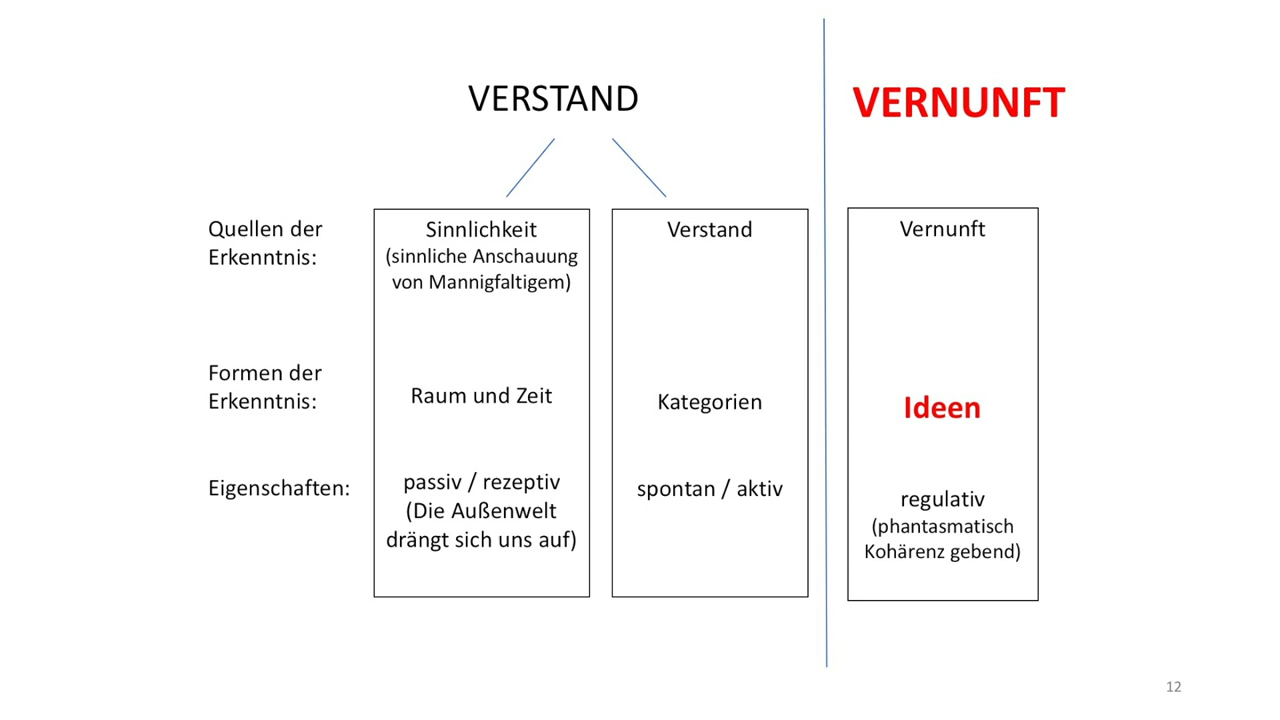 VERSTAND
VERNUNFT
Quellen der
Erkenntnis:
Sinnlichkeit
(sinnliche Anschauung
von Mannigfaltigem)
Verstand
Vernunft
Formen der
Erkenntnis:
Raum und Zeit
Kategorien
Ideen
Eigenschaften:
passiv / rezeptiv
(Die Außenwelt
drängt sich uns auf)
spontan / aktiv
regulativ
(phantasmatisch
Kohärenz gebend)
12